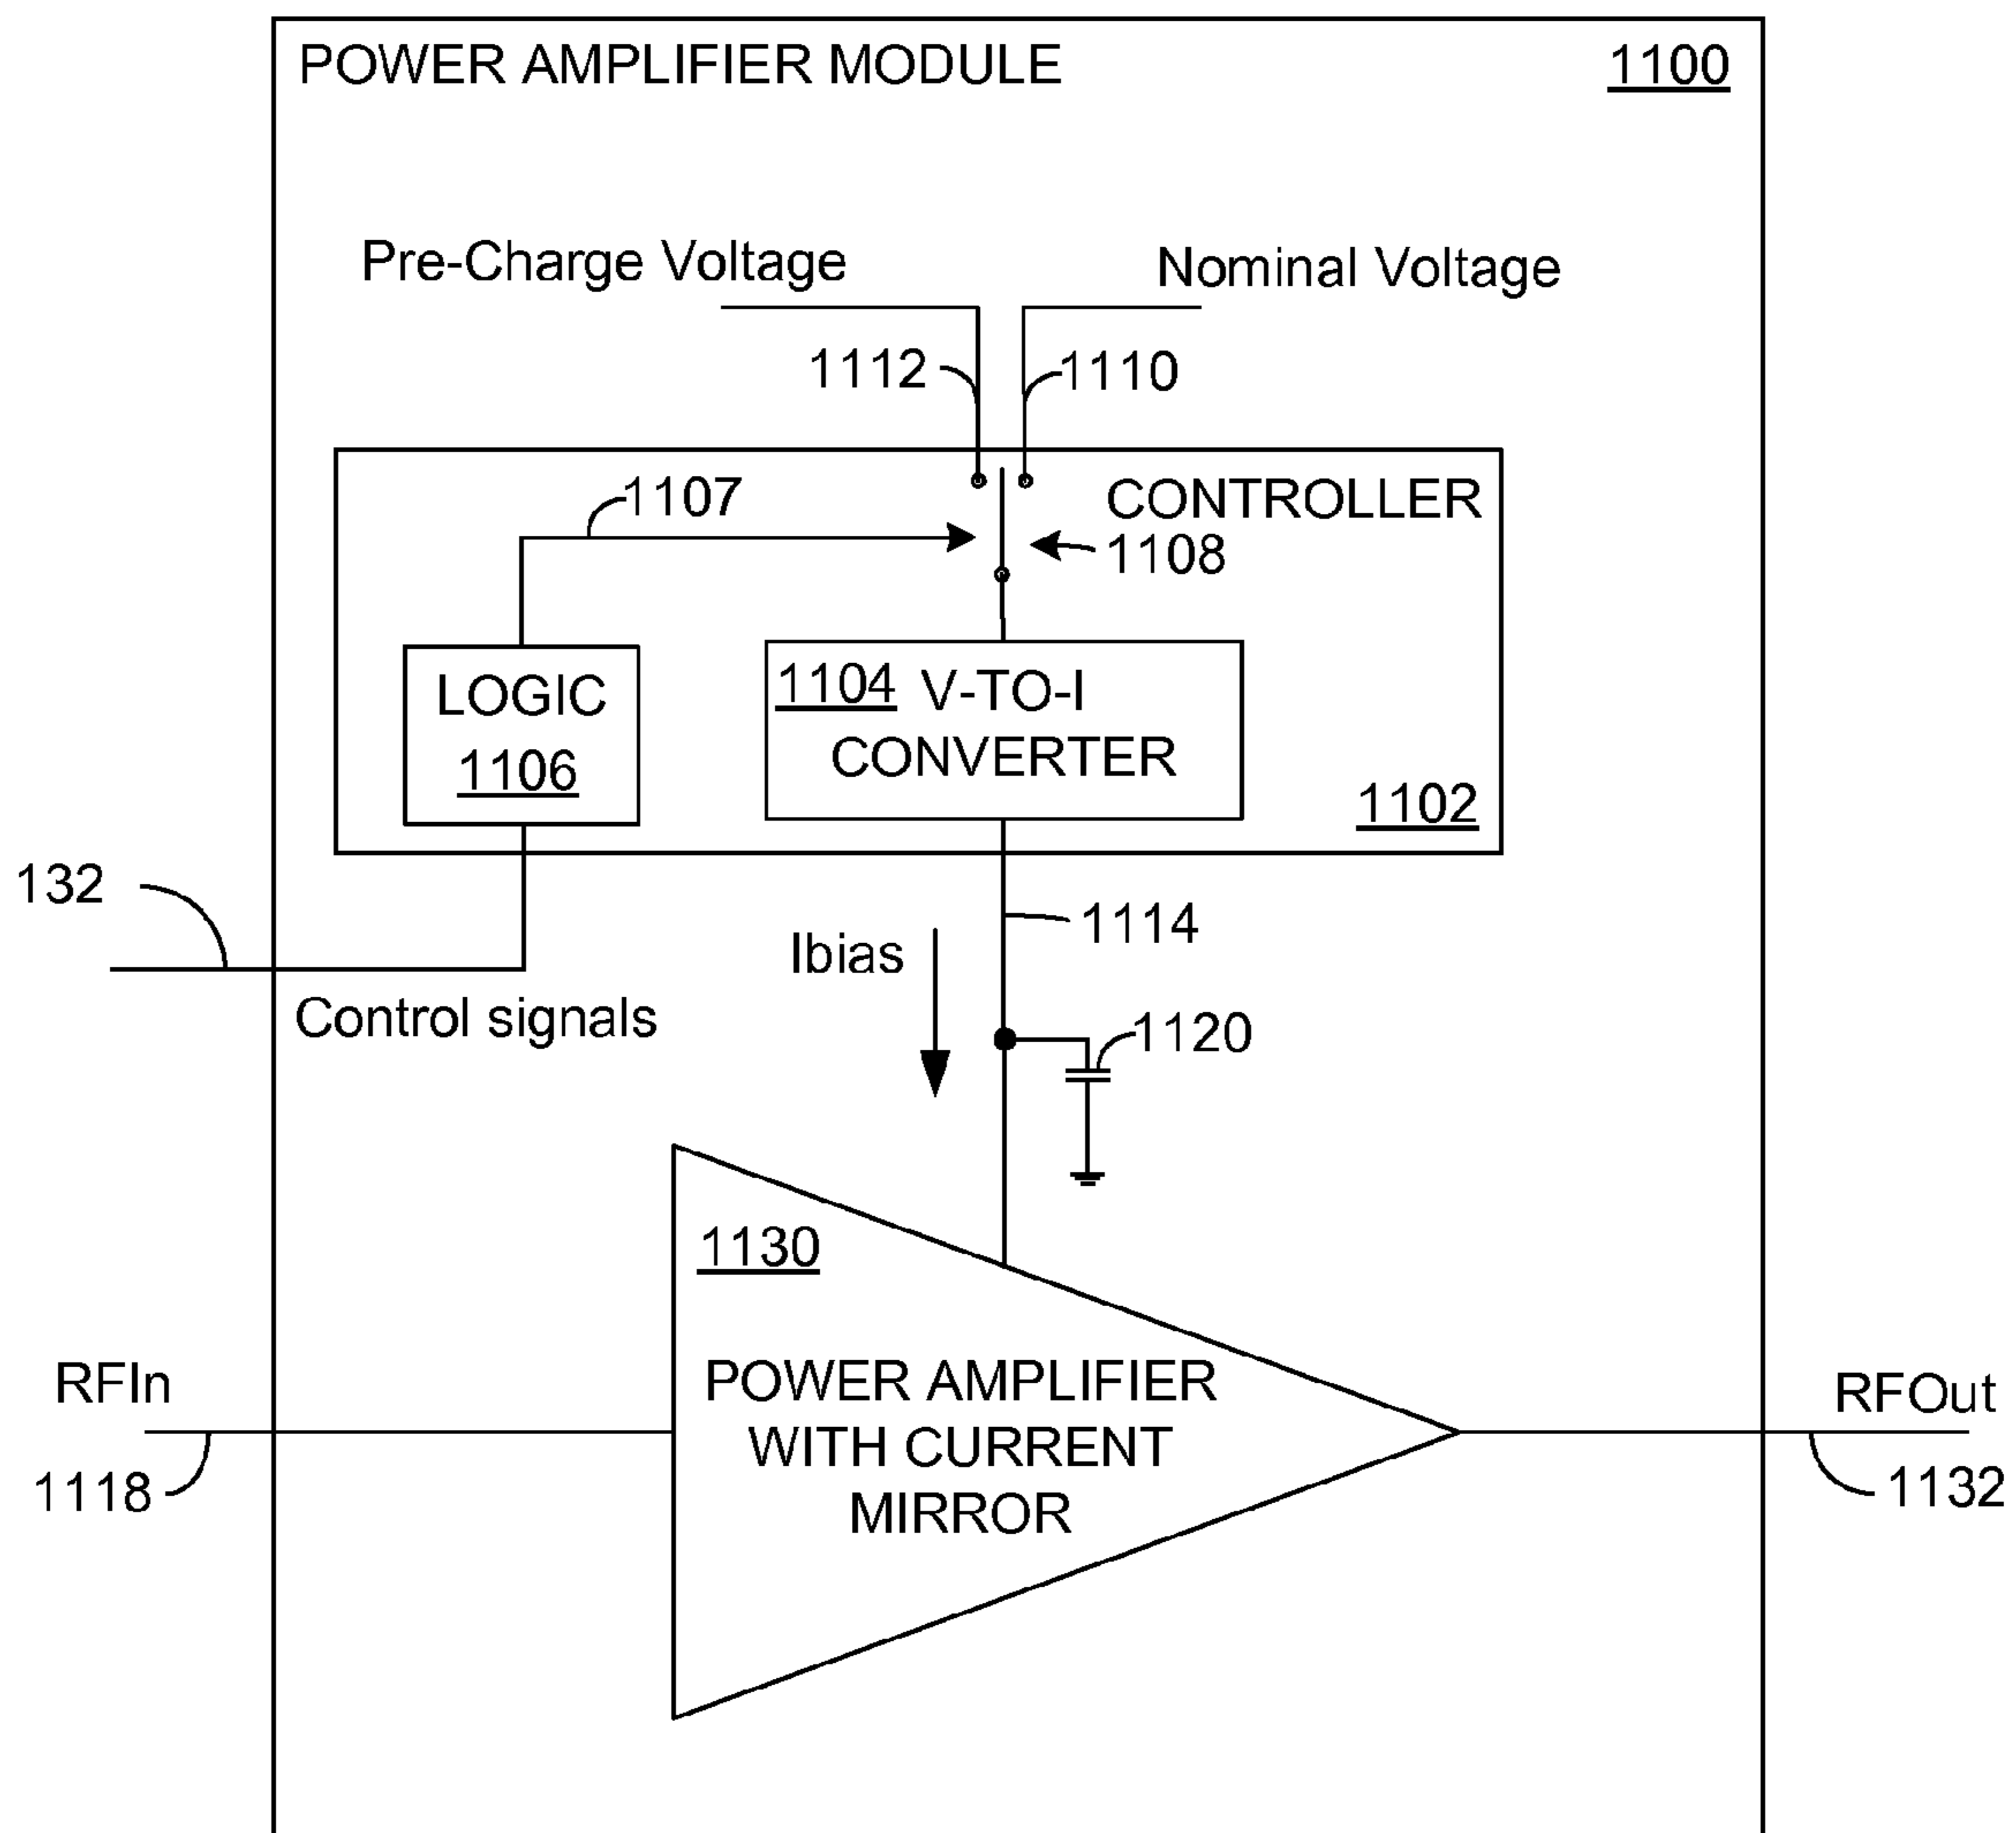 POWER AMPLIFIER MODULE 1100
Pre-Charge Voltage
Nominal Voltage
1112
1110
1107
CONTROLLER
1108
LOGIC
1106
1104 V-TO-I
CONVERTER
1102
132
1114
Ibias
Control signals
1120
1130
RFIn
POWER AMPLIFIER
WITH CURRENT
MIRROR
RFOut
1118
1132